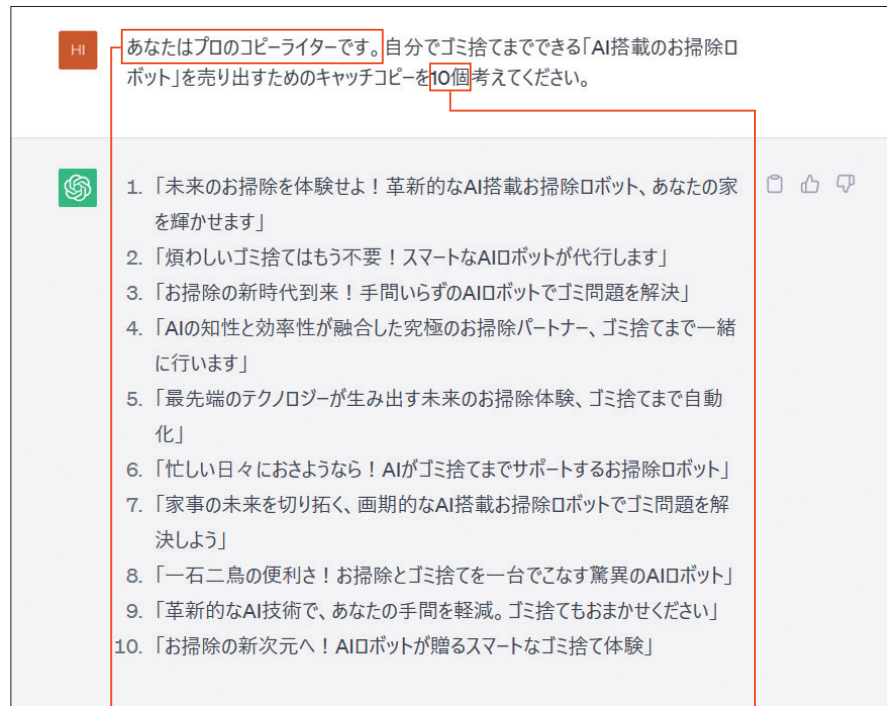 HI
あなたはプロのコピーライターです。自分でゴミ捨てまでできる「AI搭載のお掃除ロ
ボット」を売り出すためのキャッチコピーを10個考えてください。
1. 「未来のお掃除を体験せよ！革新的なAI搭載お掃除ロボット、あなたの家
を輝かせます」
2. 「煩わしいゴミ捨てはもう不要！スマートなAIロボットが代行します」
3. 「お掃除の新時代到来！手間いらずのAIロボットでゴミ問題を解決」
4. 「AIの知性と効率性が融合した究極のお掃除パートナー、ゴミ捨てまで一緒
に行います」
5. 「最先端のテクノロジーが生み出す未来のお掃除体験、ゴミ捨てまで自動
化」
6. 「忙しい日々におさようなら！AIがゴミ捨てまでサポートするお掃除ロボット」
7. 「家事の未来を切り拓く、画期的なAI搭載お掃除ロボットでゴミ問題を解
決しよう」
8. 「一石二鳥の便利さ！お掃除とゴミ捨てを一台でこなす驚異のAIロボット」
9. 「革新的なAI技術で、あなたの手間を軽減。ゴミ捨てもおまかせください」
10. 「お掃除の新次元へ！AIロボットが贈るスマートなゴミ捨て体験」